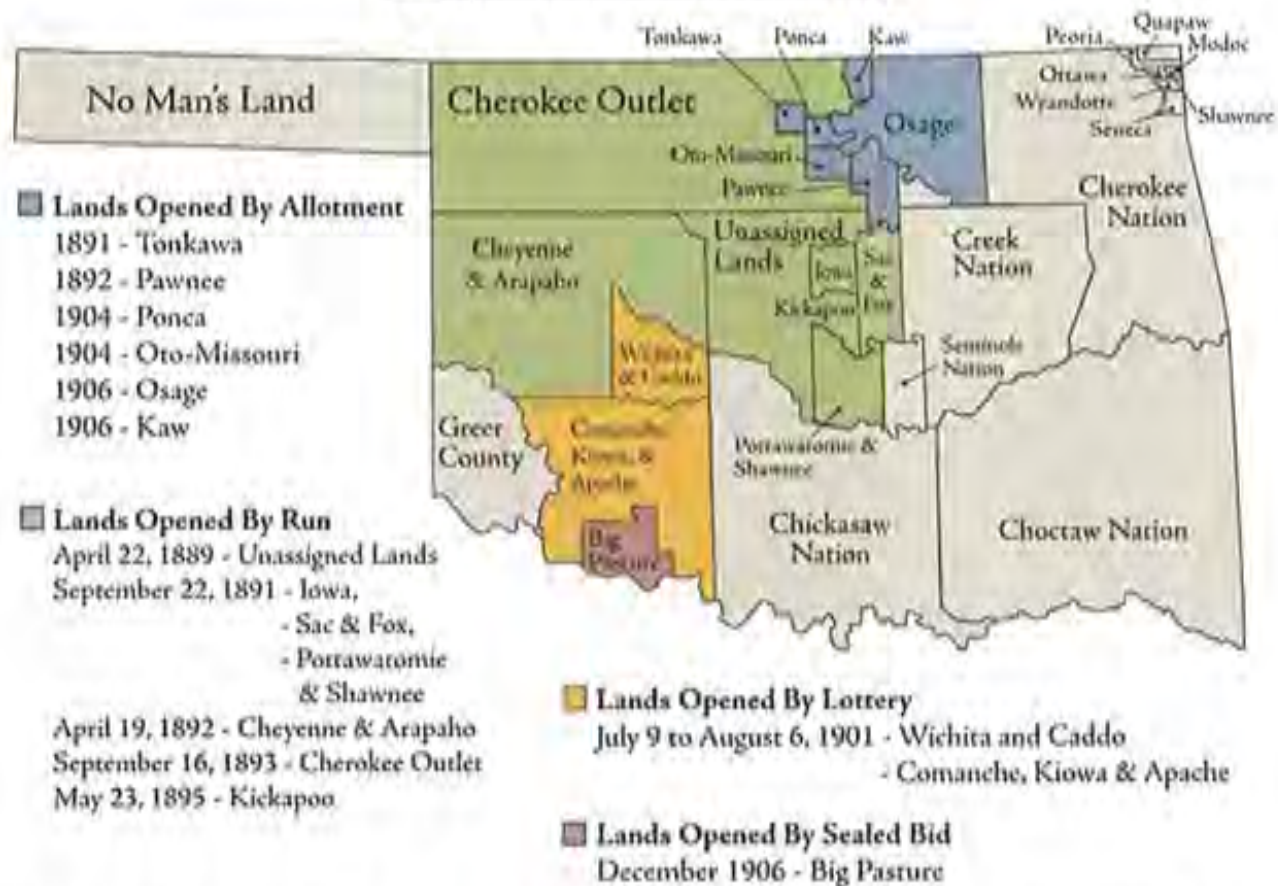 Quapaw
Tonkawa Ponca Kaw Peoria Modoc
No Man's Land
Cherokee Outlet
Osage
Ottawa
Wyandotte
Shawnee
Seneca
Oto-Missouri
Pawnee
Cherokee
Nation
Lands Opened By Allotment
1891 - Tonkawa
1892 - Pawnee
1904 - Ponca
1904 - Oto-Missouri
1906 - Osage
1906 - Kaw
Cheyenne
& Arapaho
Unassigned
Lands
Iowa
Sac
&
Fox
Kickapoo
Creek
Nation
Seminole
Nation
Wichita
& Caddo
Greer
County
Comanche,
Kiowa, &
Apache
Pottawatomie &
Shawnee
Big
Pasture
Chickasaw
Nation
Choctaw Nation
Lands Opened By Run
April 22, 1889 - Unassigned Lands
September 22, 1891 - Iowa,
- Sac & Fox,
- Pottawatomie
& Shawnee
April 19, 1892 - Cheyenne & Arapaho
September 16, 1893 - Cherokee Outlet
May 23, 1895 - Kickapoo
Lands Opened By Lottery
July 9 to August 6, 1901 - Wichita and Caddo
- Comanche, Kiowa & Apache
Lands Opened By Sealed Bid
December 1906 - Big Pasture